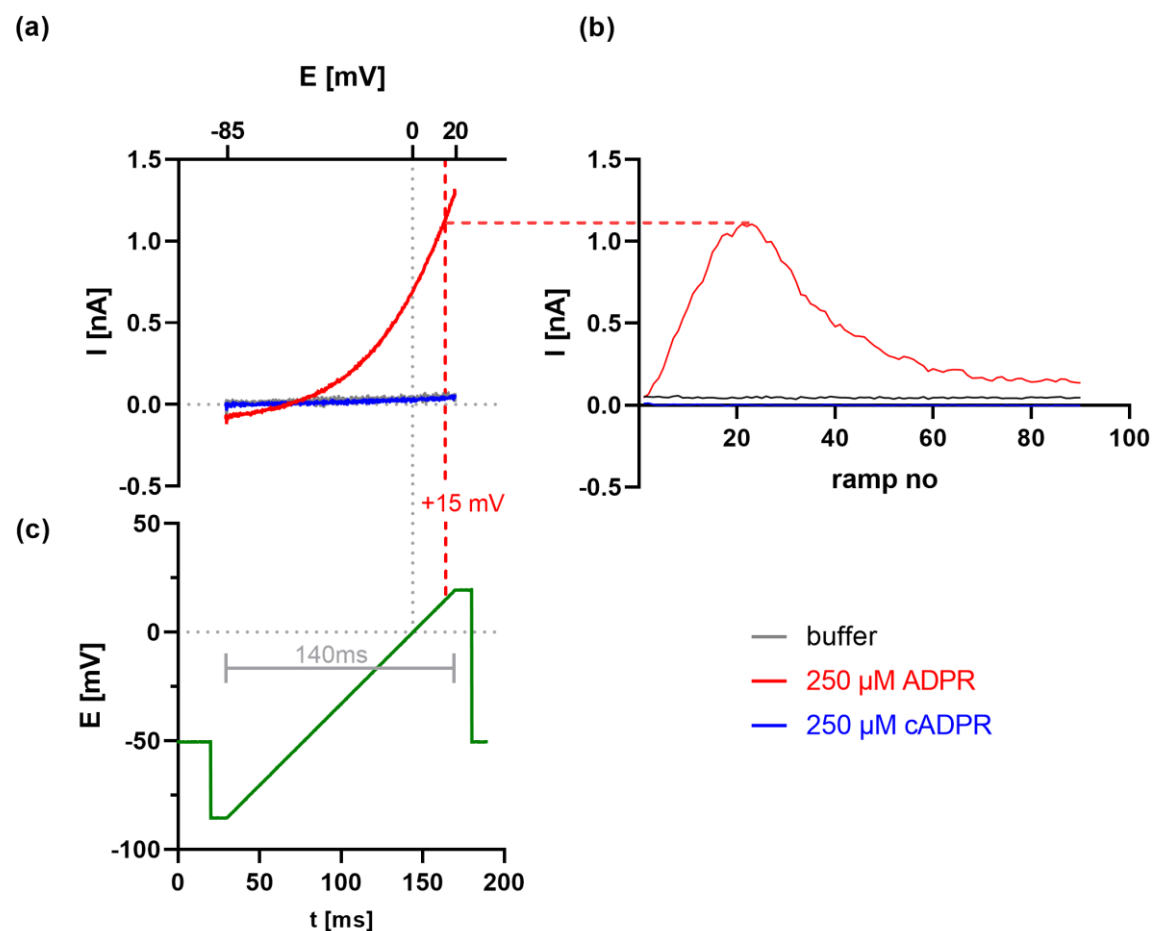 (a)
(b)
E [mV]
-85 0 20
1.5
1.0
0.5
0.0
-0.5
I [nA]
1.5
1.0
0.5
0.0
-0.5
I [nA]
20 40 60 80 100
ramp no
+15 mV
(c)
50
0
-50
-100
E [mV]
140ms
0 50 100 150 200
t [ms]
buffer
250 µM ADPR
250 µM cADPR